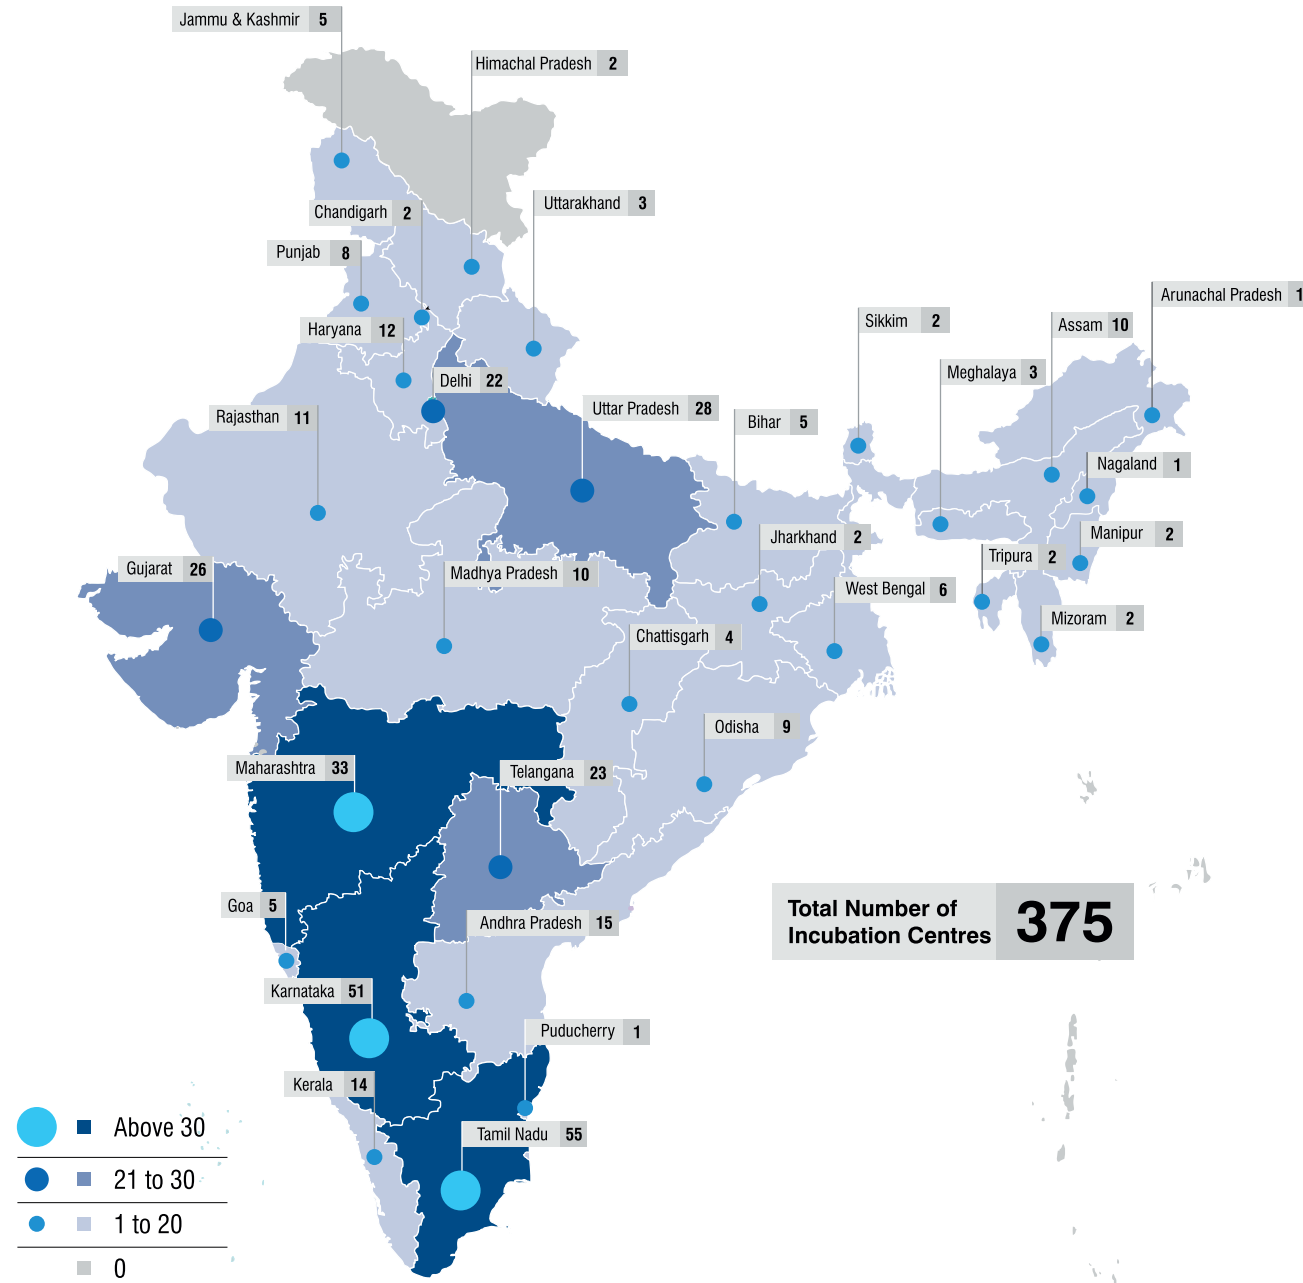 Jammu & Kashmir 5
Himachal Pradesh 2
Uttarakhand 3
Chandigarh 2
Punjab 8
Arunachal Pradesh 1
Sikkim 2
Assam 10
Haryana 12
Meghalaya 3
Delhi 22
Uttar Pradesh 28
Rajasthan 11
Bihar 5
Nagaland 1
Jharkhand 2
Manipur 2
Tripura 2
Gujarat 26
Madhya Pradesh 10
West Bengal 6
Mizoram 2
Chattisgarh 4
Odisha 9
Maharashtra 33
Telangana 23
Goa 5
Andhra Pradesh 15
Total Number of
Incubation Centres 375
Karnataka 51
Puducherry 1
Kerala 14
Tamil Nadu 55
Above 30
21 to 30
1 to 20
0